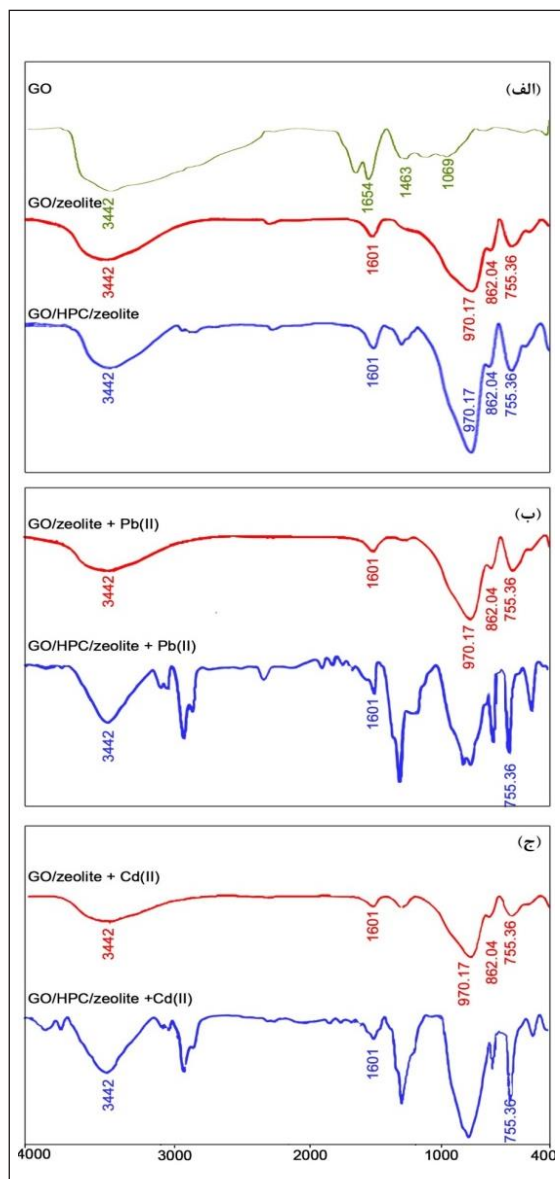 GO (الف)
3442 1654 1463 1069
GO/zeolite
3442 1601 970.17 862.04 755.36
GO/HPC/zeolite
3442 1601 970.17 862.04 755.36
(ب)
GO/zeolite + Pb(II)
3442 1601 970.17 862.04 755.36
GO/HPC/zeolite + Pb(II)
3442 1601 755.36
(ج)
GO/zeolite + Cd(II)
3442 1601 970.17 862.04 755.36
GO/HPC/zeolite +Cd(II)
3442 1601 755.36
4000 3000 2000 1000 400